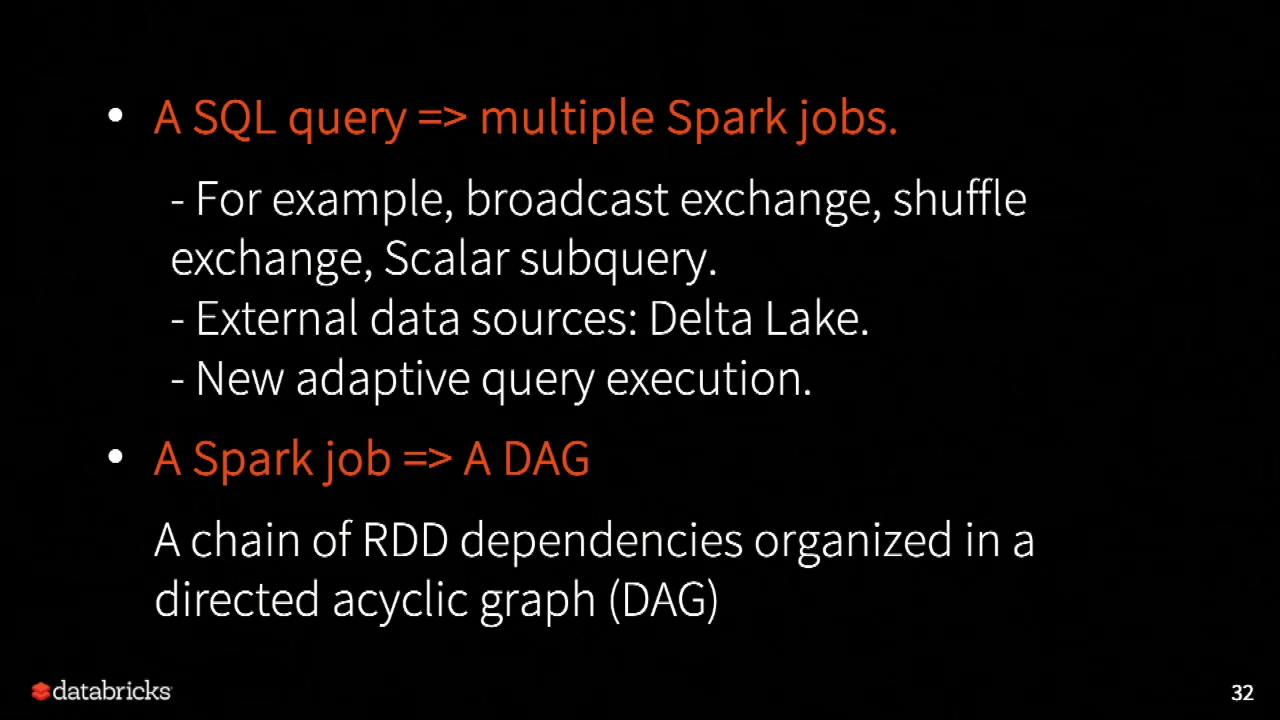 • A SQL query => multiple Spark jobs.
- For example, broadcast exchange, shuffle
exchange, Scalar subquery.
- External data sources: Delta Lake.
- New adaptive query execution.
• A Spark job => A DAG
A chain of RDD dependencies organized in a
directed acyclic graph (DAG)
databricks
32